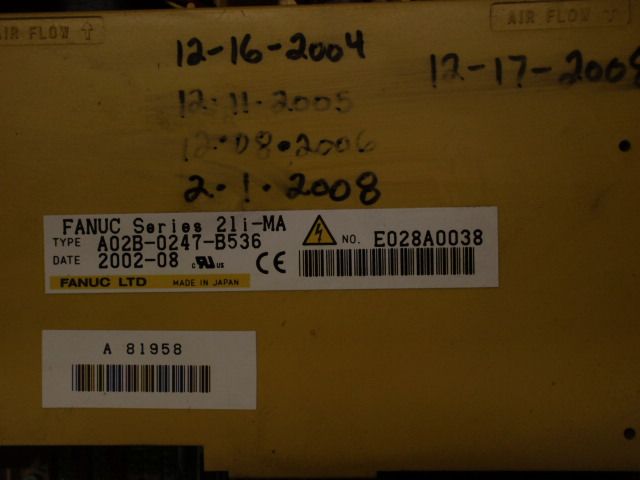 AIR FLOW ↑
AIR FLOW ↑
12-16-2004
12-17-2008
12·11·2005
12·08·2006
2·1·2008
FANUC Series 21i-MA
TYPE A02B-0247-B536
NO. E028A0038
DATE 2002-08 c RU us CE
FANUC LTD MADE IN JAPAN
A 81958